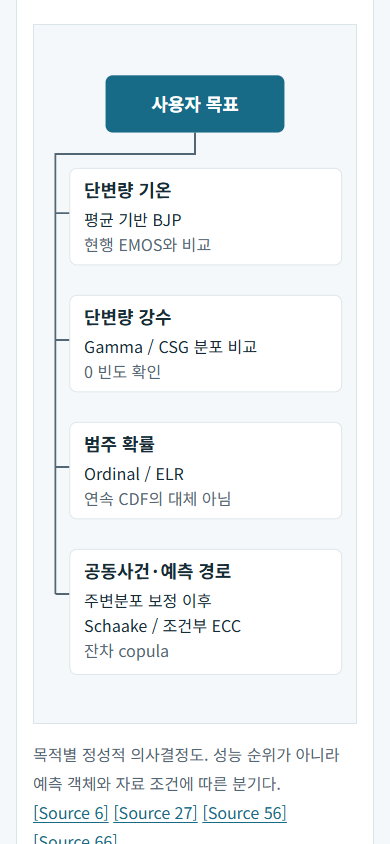 사용자 목표
단변량 기온
평균 기반 BJP
현행 EMOS와 비교
단변량 강수
Gamma / CSG 분포 비교
0 빈도 확인
범주 확률
Ordinal / ELR
연속 CDF의 대체 아님
공동사건·예측 경로
주변분포 보정 이후
Schaake / 조건부 ECC
잔차 copula
목적별 정성적 의사결정도. 성능 순위가 아니라
예측 객체와 자료 조건에 따른 분기다.
[Source 6] [Source 27] [Source 56]
[Source 66]